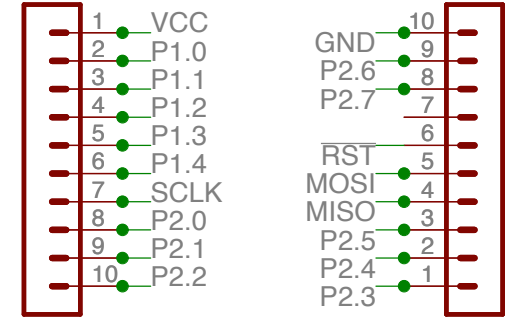 1 VCC
2 P1.0
3 P1.1
4 P1.2
5 P1.3
6 P1.4
7 SCLK
8 P2.0
9 P2.1
10 P2.2
10 GND
9 P2.6
8 P2.7
7
6 RST
5 MOSI
4 MISO
3 P2.5
2 P2.4
1 P2.3